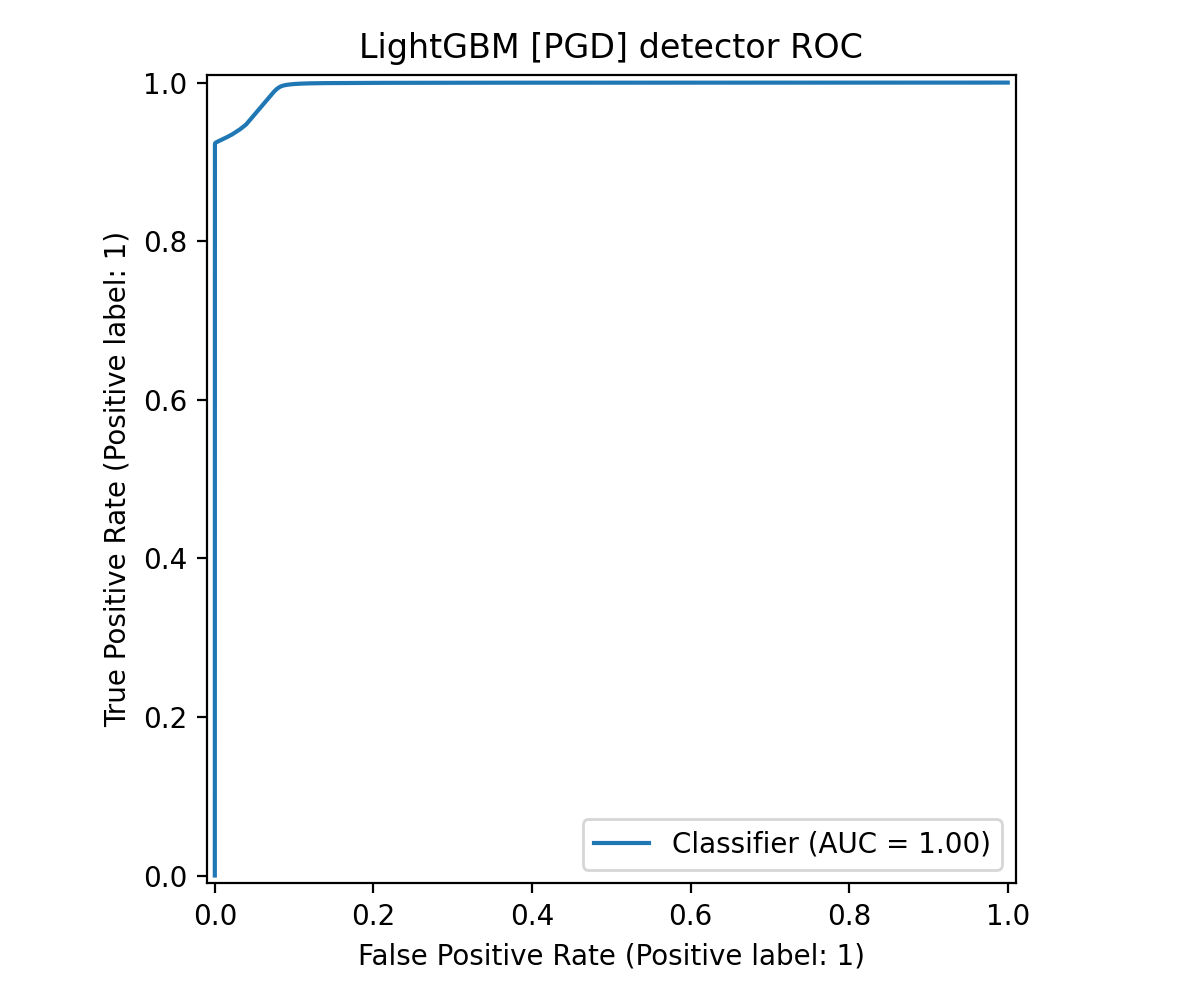 LightGBM [PGD] detector ROC
True Positive Rate (Positive label: 1)
1.0
0.8
0.6
0.4
0.2
0.0
Classifier (AUC = 1.00)
0.0 0.2 0.4 0.6 0.8 1.0
False Positive Rate (Positive label: 1)